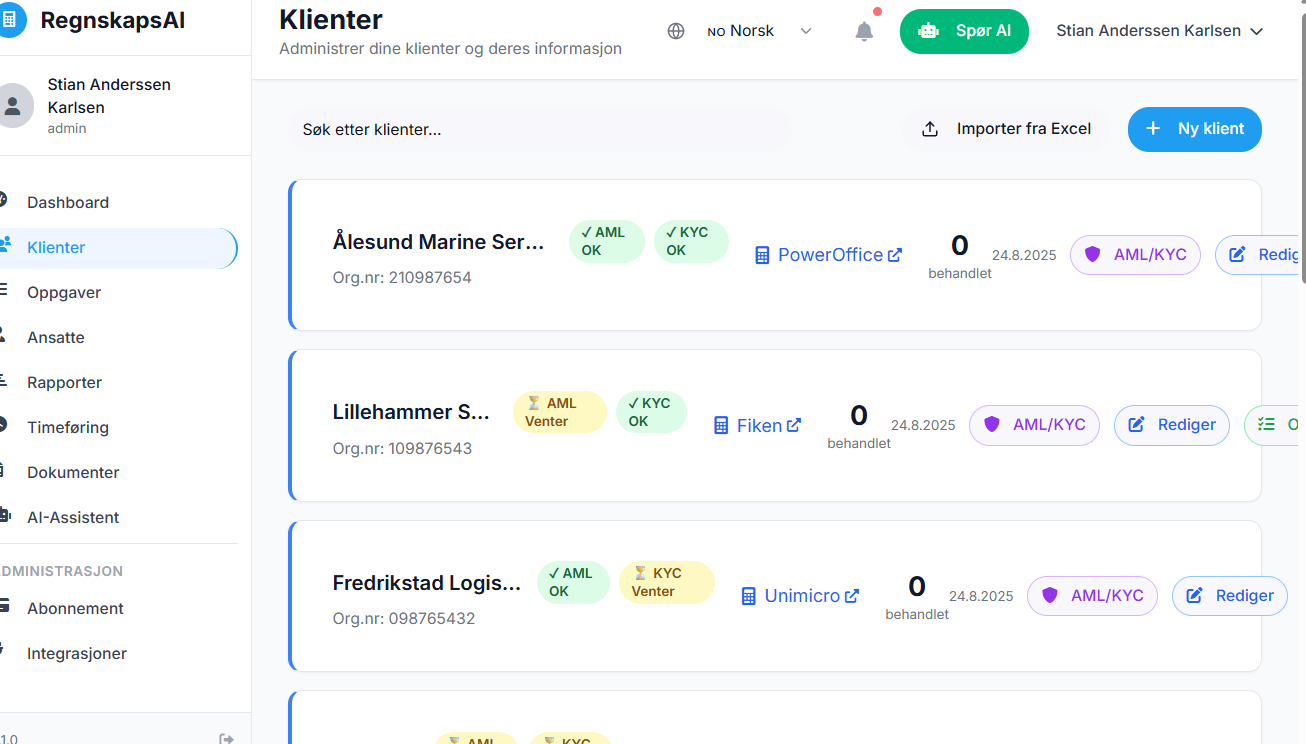 RegnskapsAI
Stian Anderssen
Karlsen
admin
Dashboard
Klienter
Oppgaver
Ansatte
Rapporter
Timeføring
Dokumenter
AI-Assistent
DMINISTRASJON
Abonnement
Integrasjoner
1.0
Klienter
Administrer dine klienter og deres informasjon
NO Norsk
Spør AI
Stian Anderssen Karlsen
Søk etter klienter...
Importer fra Excel
+ Ny klient
Ålesund Marine Ser...
✓ AML
OK
✓ KYC
OK
Org.nr: 210987654
PowerOffice
0
behandlet
24.8.2025
AML/KYC
Redig
Lillehammer S...
⏳ AML
Venter
✓ KYC
OK
Org.nr: 109876543
Fiken
0
behandlet
24.8.2025
AML/KYC
Rediger
O
Fredrikstad Logis...
✓ AML
OK
⏳ KYC
Venter
Org.nr: 098765432
Unimicro
0
behandlet
24.8.2025
AML/KYC
Rediger
⏳ AML
⏳ KYC